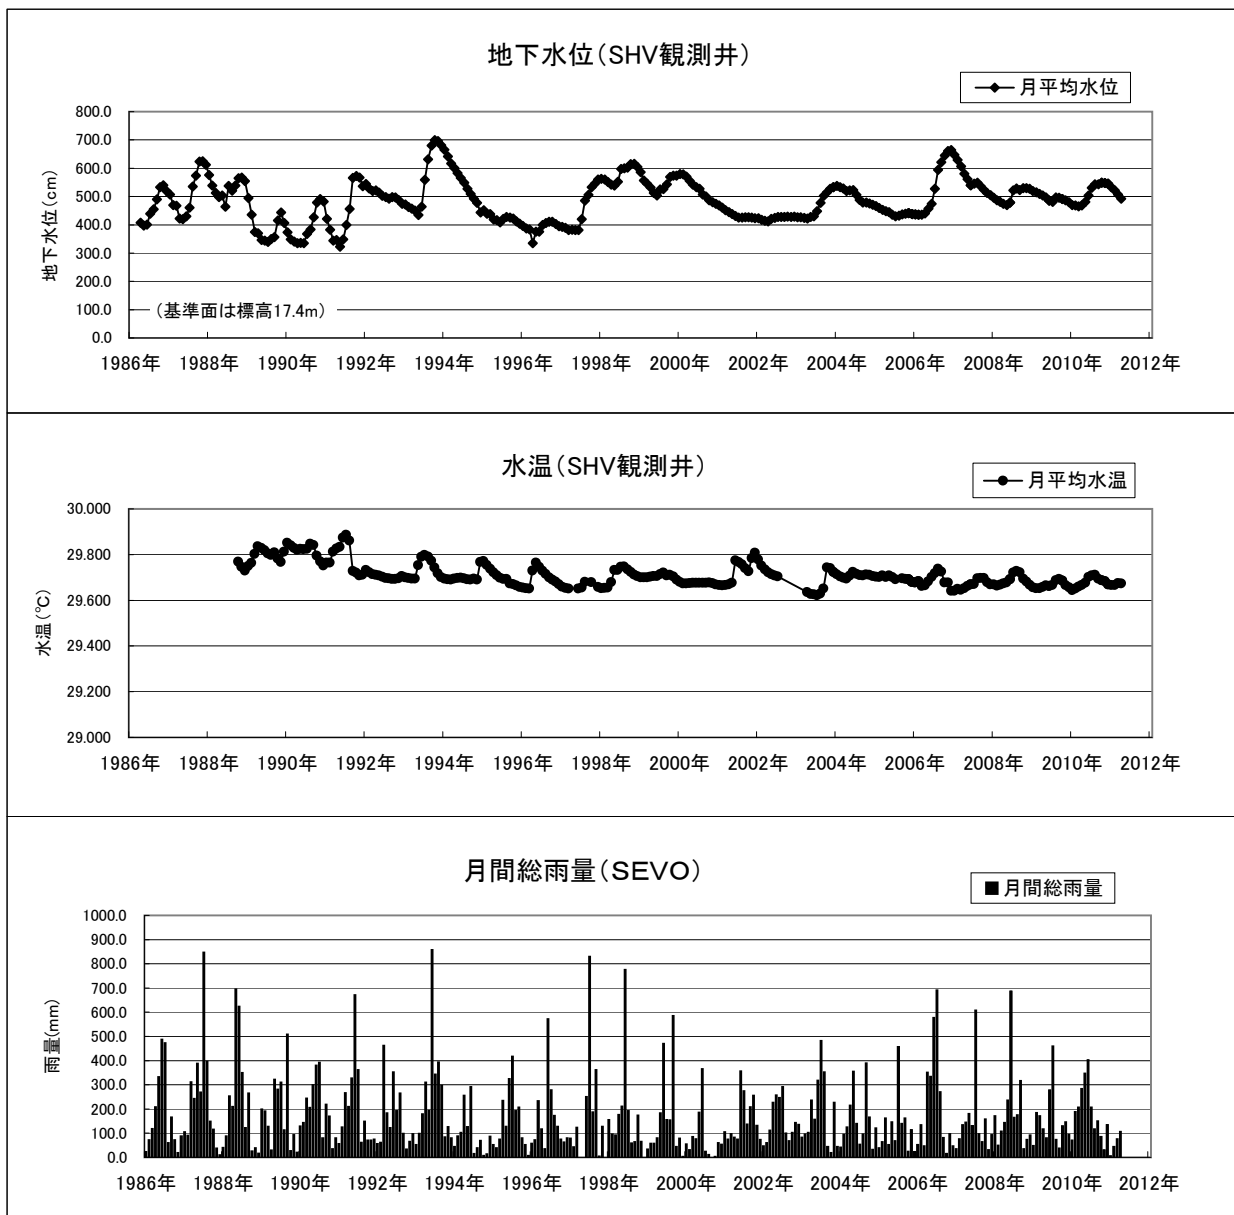 地下水位(SHV観測井)
月平均水位
800.0
700.0
600.0
500.0
400.0
300.0
200.0
100.0
0.0
地下水位(cm)
(基準面は標高17.4m)
1986年 1988年 1990年 1992年 1994年 1996年 1998年 2000年 2002年 2004年 2006年 2008年 2010年 2012年
水温(SHV観測井)
月平均水温
30.000
29.800
29.600
29.400
29.200
29.000
水温(℃)
1986年 1988年 1990年 1992年 1994年 1996年 1998年 2000年 2002年 2004年 2006年 2008年 2010年 2012年
月間総雨量(SEVO)
月間総雨量
1000.0
900.0
800.0
700.0
600.0
500.0
400.0
300.0
200.0
100.0
0.0
雨量(mm)
1986年 1988年 1990年 1992年 1994年 1996年 1998年 2000年 2002年 2004年 2006年 2008年 2010年 2012年